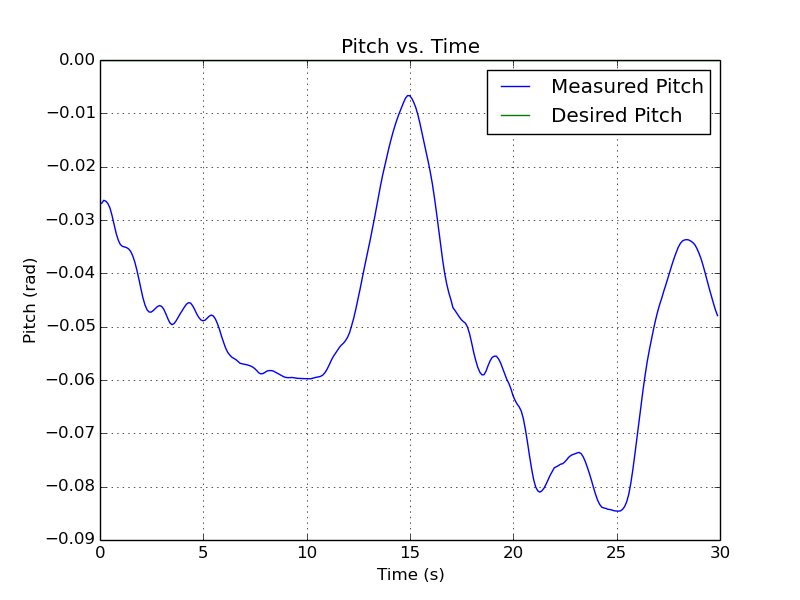 Pitch vs. Time
Measured Pitch
Desired Pitch
0.00
−0.01
−0.02
−0.03
−0.04
−0.05
−0.06
−0.07
−0.08
−0.09
Pitch (rad)
0 5 10 15 20 25 30
Time (s)